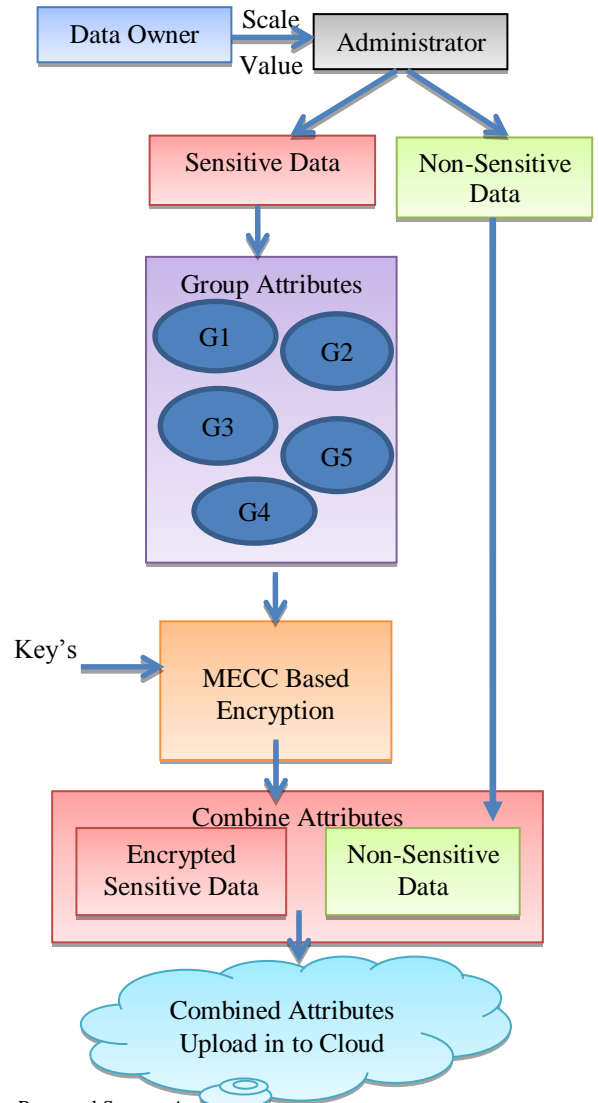 Data Owner
Scale
Value
Administrator
Sensitive Data
Non-Sensitive
Data
Group Attributes
G1
G2
G3
G5
G4
Key's
MECC Based
Encryption
Combine Attributes
Encrypted
Sensitive Data
Non-Sensitive
Data
Combined Attributes
Upload in to Cloud